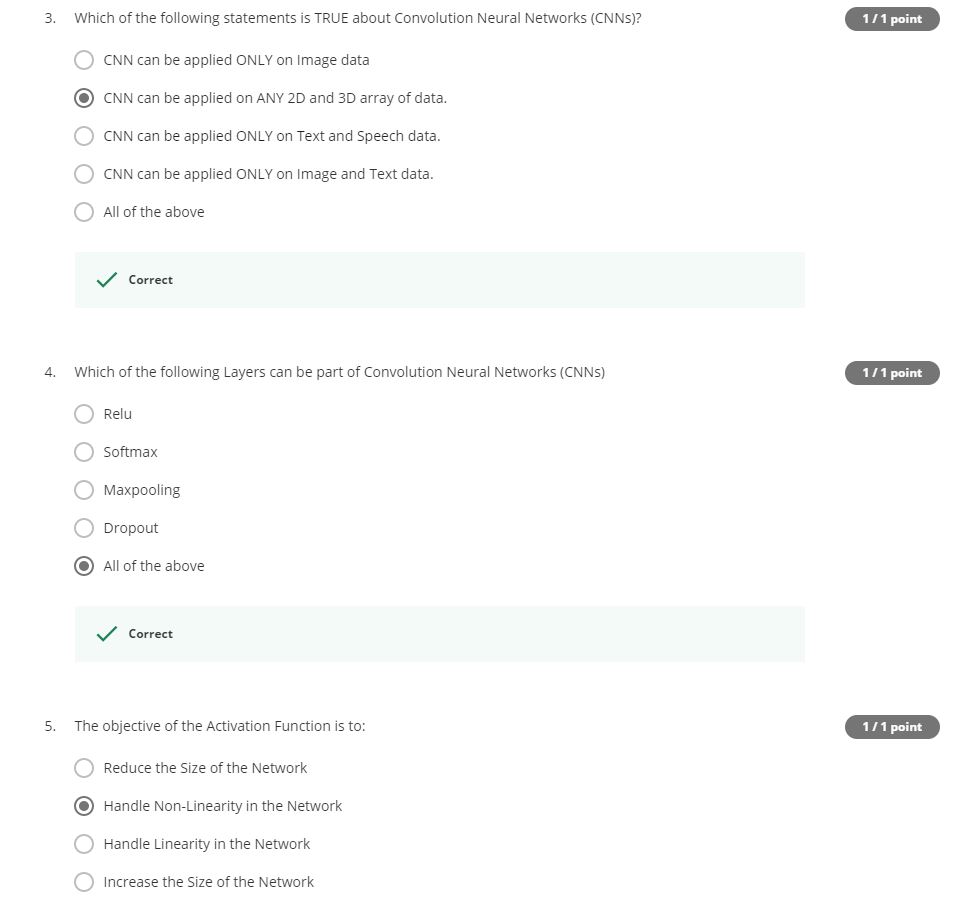 3. Which of the following statements is TRUE about Convolution Neural Networks (CNNs)? 1 / 1 point
CNN can be applied ONLY on Image data
CNN can be applied on ANY 2D and 3D array of data.
CNN can be applied ONLY on Text and Speech data.
CNN can be applied ONLY on Image and Text data.
All of the above
Correct
4. Which of the following Layers can be part of Convolution Neural Networks (CNNs) 1 / 1 point
Relu
Softmax
Maxpooling
Dropout
All of the above
Correct
5. The objective of the Activation Function is to: 1 / 1 point
Reduce the Size of the Network
Handle Non-Linearity in the Network
Handle Linearity in the Network
Increase the Size of the Network